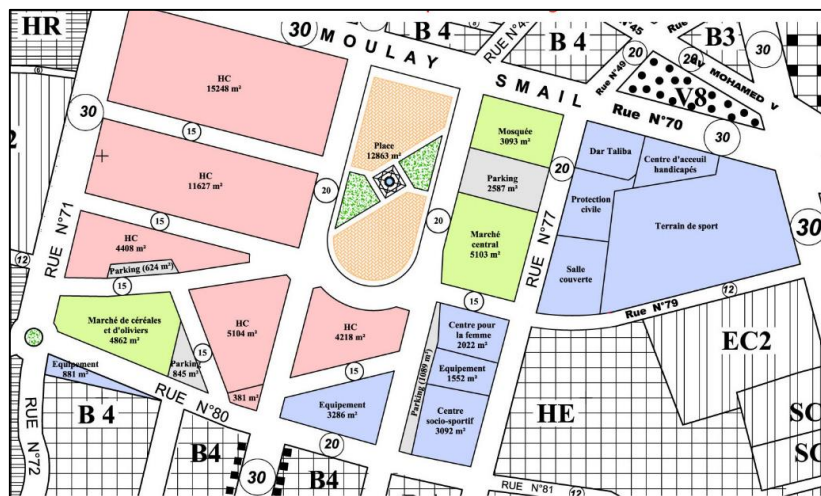 HR
30
MOULAY
SMAIL
B 4
B 4
B3
20
20
30
Rue N°49
MOHAMED V
V8
Rue N°70
30
HC
15248 m²
30
15
HC
11627 m²
20
Place
12863 m²
20
Mosquée
3093 m²
Parking
2587 m²
Marché
central
5103 m²
20
RUE N°77
Dar Taliba
Centre d'acceuil
handicapés
Protection
civile
Terrain de sport
Salle
couverte
30
RUE N°71
15
HC
4408 m²
Parking (624 m²)
12
15
15
12
Rue N°79
Marché de céréales
et d'oliviers
4862 m²
HC
5104 m²
HC
4218 m²
Parking
845 m²
15
15
381 m²
Equipement
881 m²
Equipement
3286 m²
Parking (1089 m²)
Centre pour
la femme
2022 m²
Equipement
1552 m²
Centre
socio-sportif
3092 m²
HE
EC2
RUE N°80
RUE N°72
B 4
B4
B4
30
20
RUE N°81
12